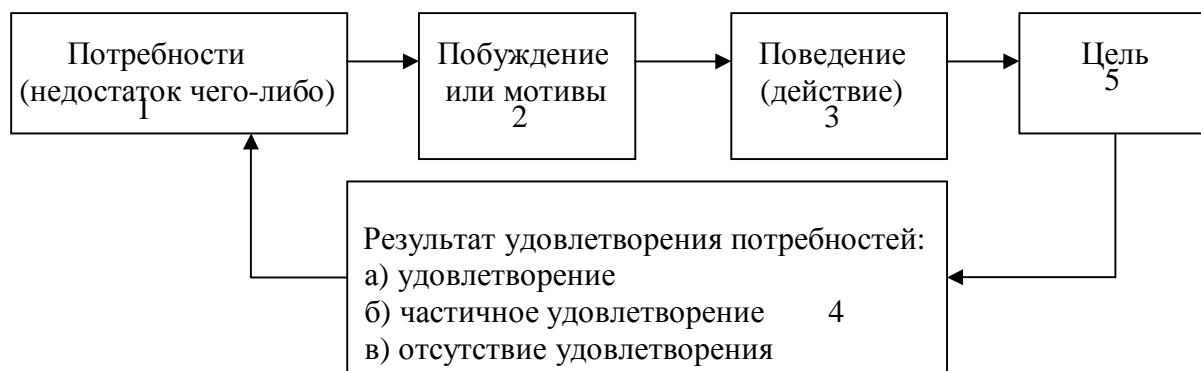 Потребности
(недостаток чего-либо)
1
Побуждение
или мотивы
2
Поведение
(действие)
3
Цель
5
Результат удовлетворения потребностей:
а) удовлетворение
б) частичное удовлетворение 4
в) отсутствие удовлетворения